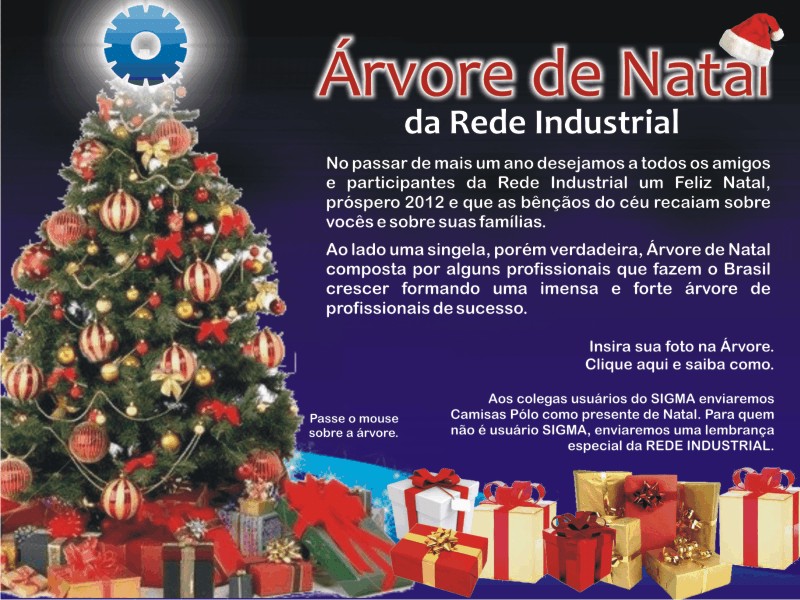 Árvore de Natal
da Rede Industrial
No passar de mais um ano desejamos a todos os amigos
e participantes da Rede Industrial um Feliz Natal,
próspero 2012 e que as bênçãos do céu recaiam sobre
vocês e sobre suas famílias.
Ao lado uma singela, porém verdadeira, Árvore de Natal
composta por alguns profissionais que fazem o Brasil
crescer formando uma imensa e forte árvore de
profissionais de sucesso.
Insira sua foto na Árvore.
Clique aqui e saiba como.
Passe o mouse
sobre a árvore.
Aos colegas usuários do SIGMA enviaremos
Camisas Pólo como presente de Natal. Para quem
não é usuário SIGMA, enviaremos uma lembrança
especial da REDE INDUSTRIAL.